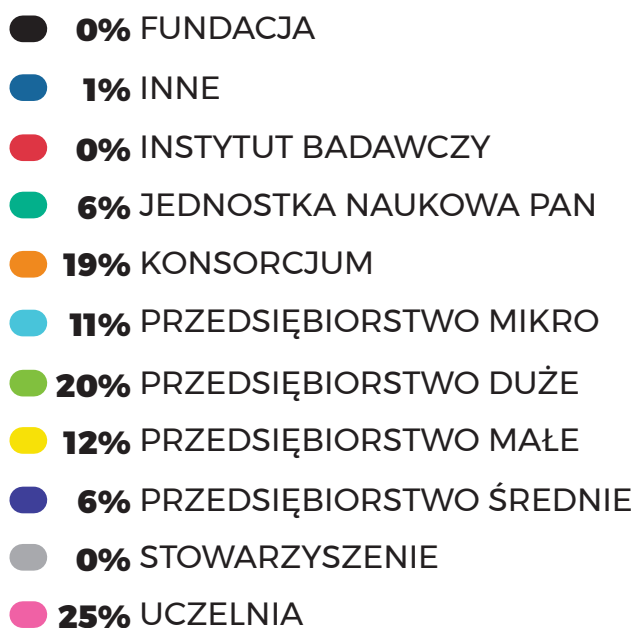 0% FUNDACJA
1% INNE
0% INSTYTUT BADAWCZY
6% JEDNOSTKA NAUKOWA PAN
19% KONSORCJUM
11% PRZEDSIĘBIORSTWO MIKRO
20% PRZEDSIĘBIORSTWO DUŻE
12% PRZEDSIĘBIORSTWO MAŁE
6% PRZEDSIĘBIORSTWO ŚREDNIE
0% STOWARZYSZENIE
25% UCZELNIA